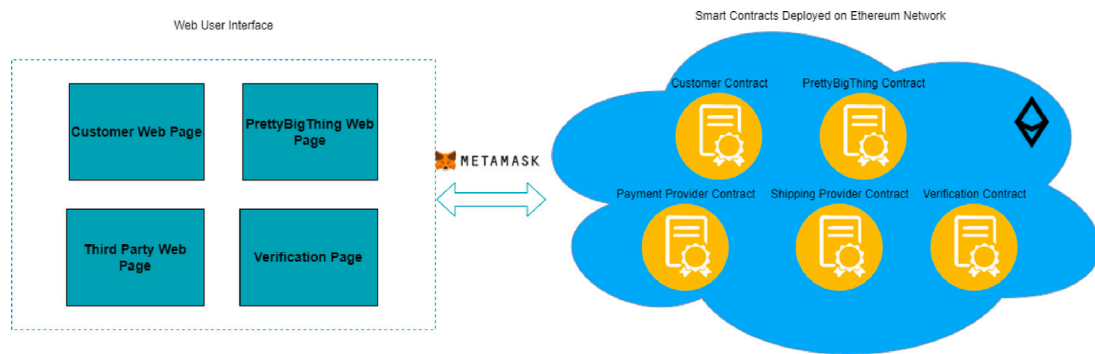 Web User Interface
Smart Contracts Deployed on Ethereum Network
Customer Web Page
PrettyBigThing Web
Page
Third Party Web
Page
Verification Page
METAMASK
Customer Contract
PrettyBigThing Contract
Payment Provider Contract
Shipping Provider Contract
Verification Contract